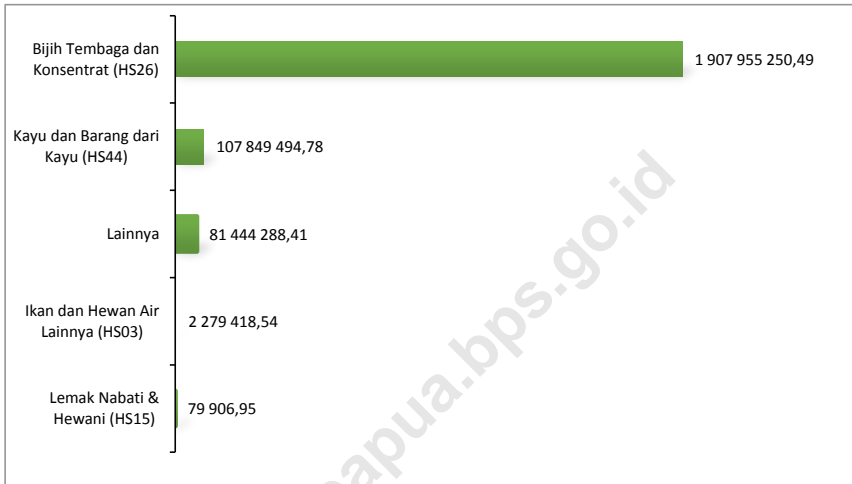 Bijih Tembaga dan
Konsentrat (HS26)
1 907 955 250,49
Kayu dan Barang dari
Kayu (HS44)
107 849 494,78
Lainnya
81 444 288,41
Ikan dan Hewan Air
Lainnya (HS03)
2 279 418,54
Lemak Nabati &
Hewani (HS15)
79 906,95
papua.bps.go.id